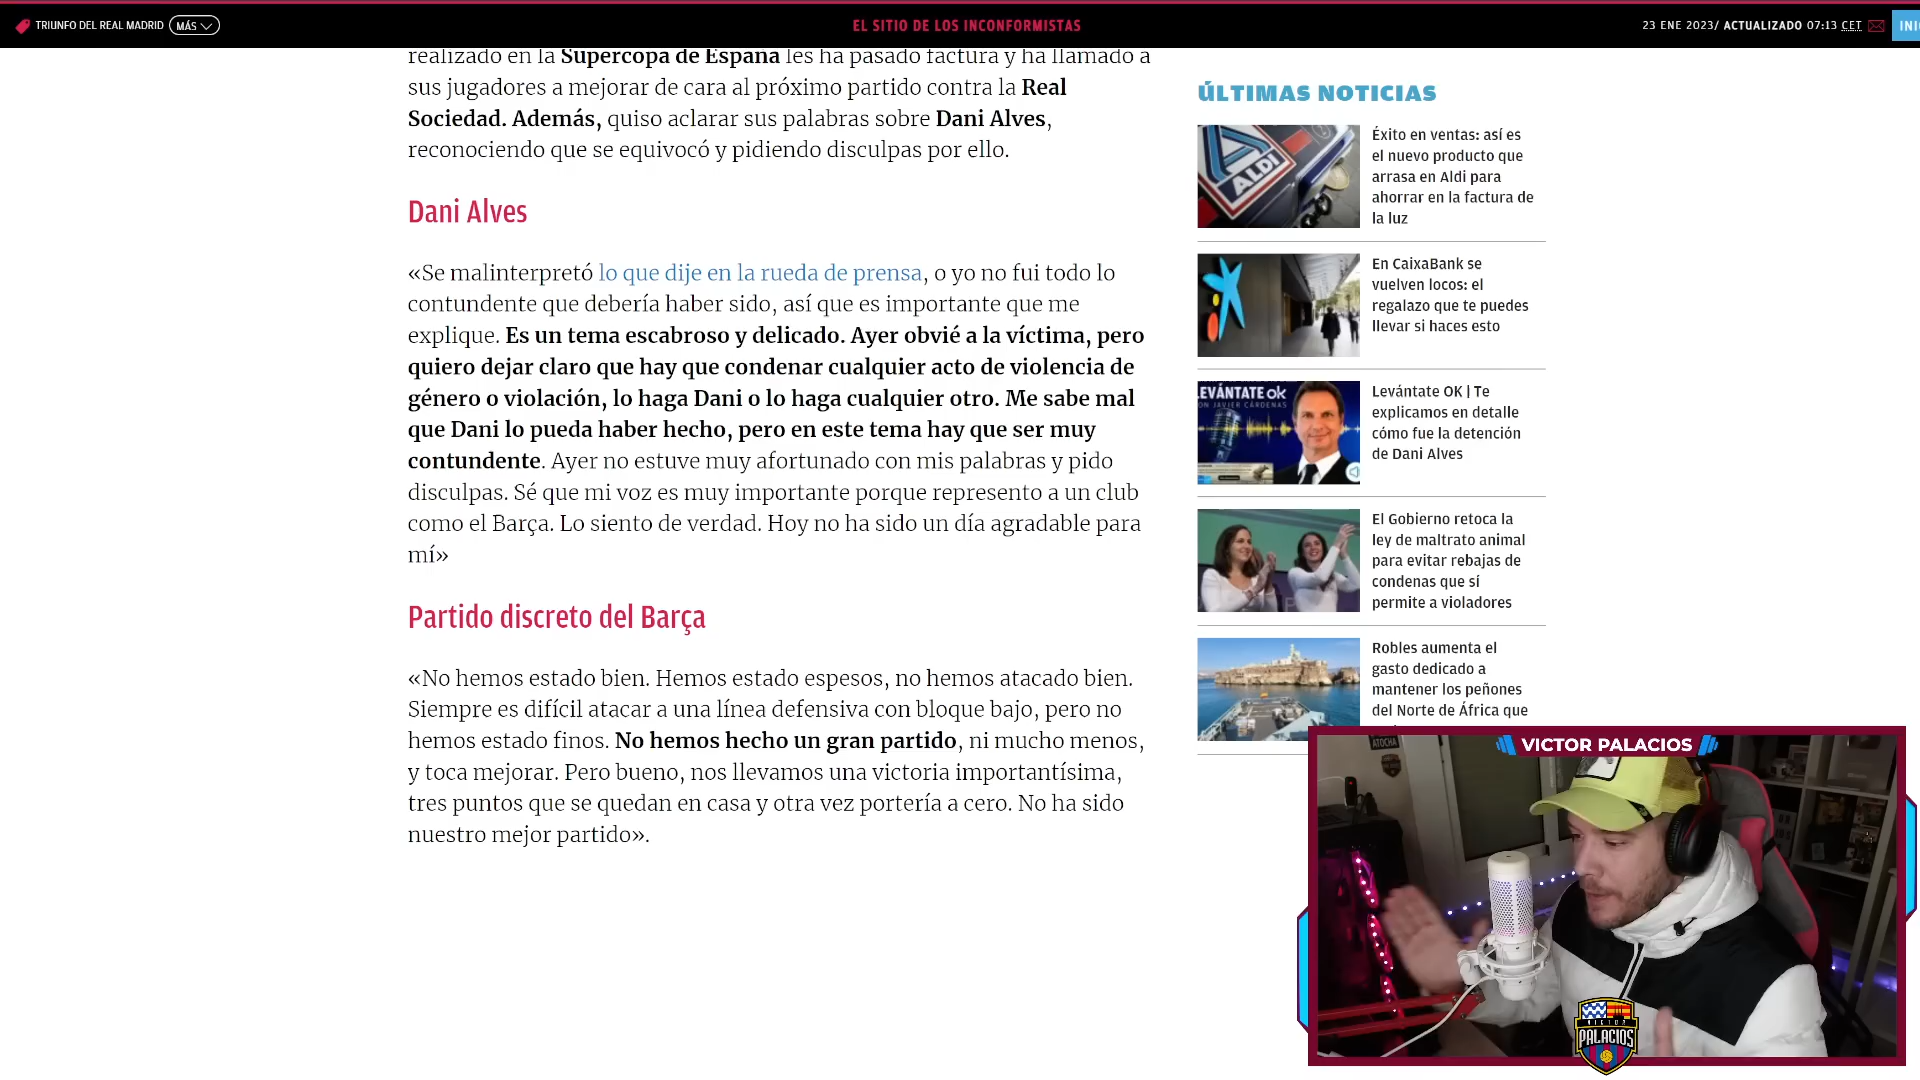 TRIUNFO DEL REAL MADRID
MÁS
EL SITIO DE LOS INCONFORMISTAS
23 ENE 2023/ ACTUALIZADO 07:13 CET
INI
realizado en la Supercopa de España les ha pasado factura y ha llamado a
sus jugadores a mejorar de cara al próximo partido contra la Real
Sociedad. Además, quiso aclarar sus palabras sobre Dani Alves,
reconociendo que se equivocó y pidiendo disculpas por ello.
Dani Alves
«Se malinterpretó lo que dije en la rueda de prensa, o yo no fui todo lo
contundente que debería haber sido, así que es importante que me
explique. Es un tema escabroso y delicado. Ayer obvié a la víctima, pero
quiero dejar claro que hay que condenar cualquier acto de violencia de
género o violación, lo haga Dani o lo haga cualquier otro. Me sabe mal
que Dani lo pueda haber hecho, pero en este tema hay que ser muy
contundente. Ayer no estuve muy afortunado con mis palabras y pido
disculpas. Sé que mi voz es muy importante porque represento a un club
como el Barça. Lo siento de verdad. Hoy no ha sido un día agradable para
mí»
Partido discreto del Barça
«No hemos estado bien. Hemos estado espesos, no hemos atacado bien.
Siempre es difícil atacar a una línea defensiva con bloque bajo, pero no
hemos estado finos. No hemos hecho un gran partido, ni mucho menos,
y toca mejorar. Pero bueno, nos llevamos una victoria importantísima,
tres puntos que se quedan en casa y otra vez portería a cero. No ha sido
nuestro mejor partido».
ÚLTIMAS NOTICIAS
ALDI
Éxito en ventas: así es
el nuevo producto que
arrasa en Aldi para
ahorrar en la factura de
la luz
En CaixaBank se
vuelven locos: el
regalazo que te puedes
llevar si haces esto
LEVÁNTATE OK
CON JAVIER CÁRDENAS
Levántate OK | Te
explicamos en detalle
cómo fue la detención
de Dani Alves
El Gobierno retoca la
ley de maltrato animal
para evitar rebajas de
condenas que sí
permite a violadores
Robles aumenta el
gasto dedicado a
mantener los peñones
del Norte de África que
VICTOR PALACIOS
ATOCHA
VICTOR
PALACIOS